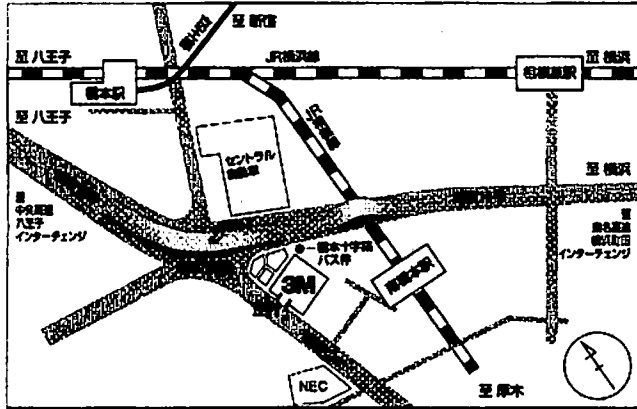 至 八王子
至 新宿
JR横浜線
至 横浜
橋本駅
相模原駅
至 八王子
JR相模線
セントラル
自動車
至 横浜
至
中央高速
八王子
インターチェンジ
橋本十字路
バス停
3M
南橋本駅
至
東名高速
横浜町田
インターチェンジ
NEC
至 厚木